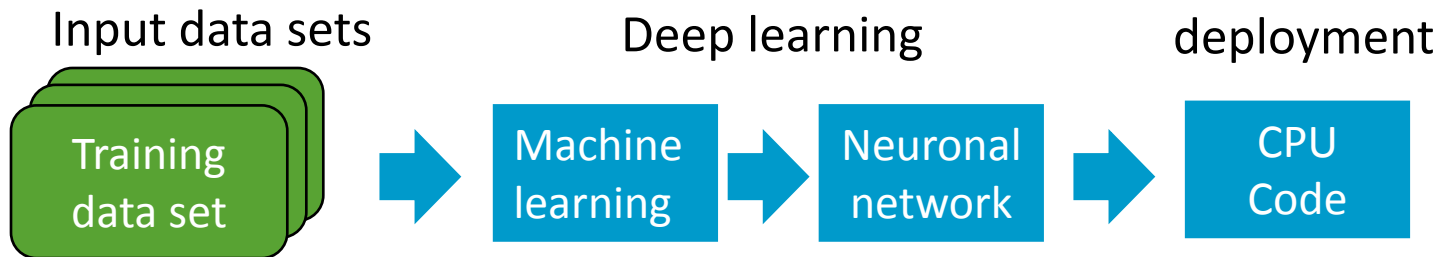 Input data sets
Deep learning
deployment
Training
data set
Machine
learning
Neuronal
network
CPU
Code